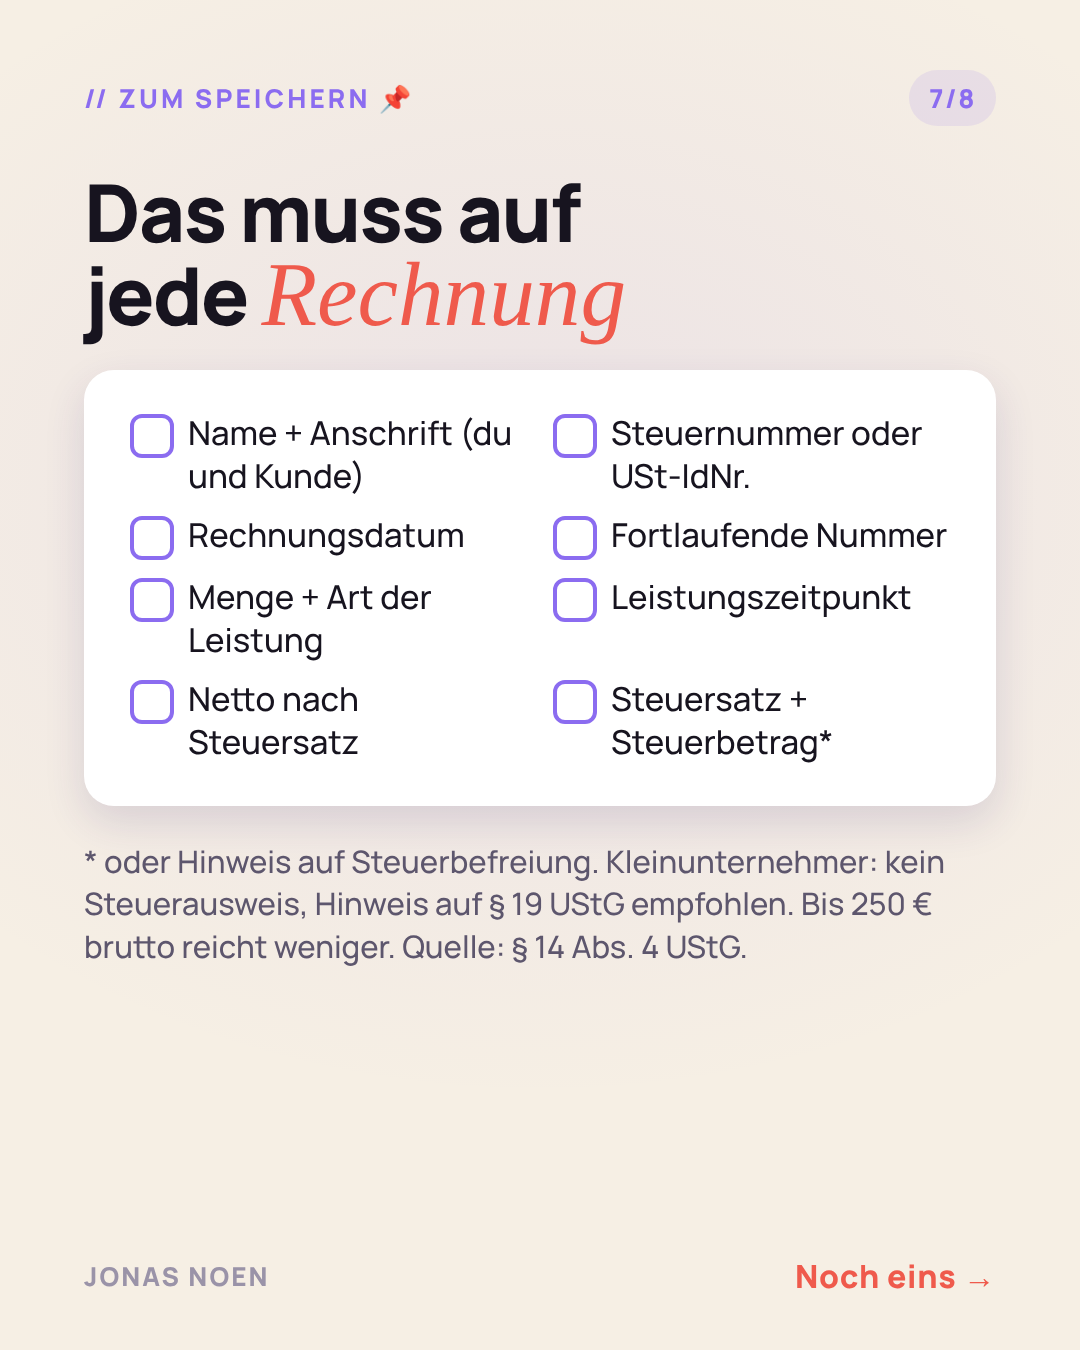 // ZUM SPEICHERN 📌
7/8
Das muss auf
jede Rechnung
Name + Anschrift (du
und Kunde)
Steuernummer oder
USt-IdNr.
Rechnungsdatum
Fortlaufende Nummer
Menge + Art der
Leistung
Leistungszeitpunkt
Netto nach
Steuersatz
Steuersatz +
Steuerbetrag*
* oder Hinweis auf Steuerbefreiung. Kleinunternehmer: kein
Steuerausweis, Hinweis auf § 19 UStG empfohlen. Bis 250 €
brutto reicht weniger. Quelle: § 14 Abs. 4 UStG.
JONAS NOEN
Noch eins →